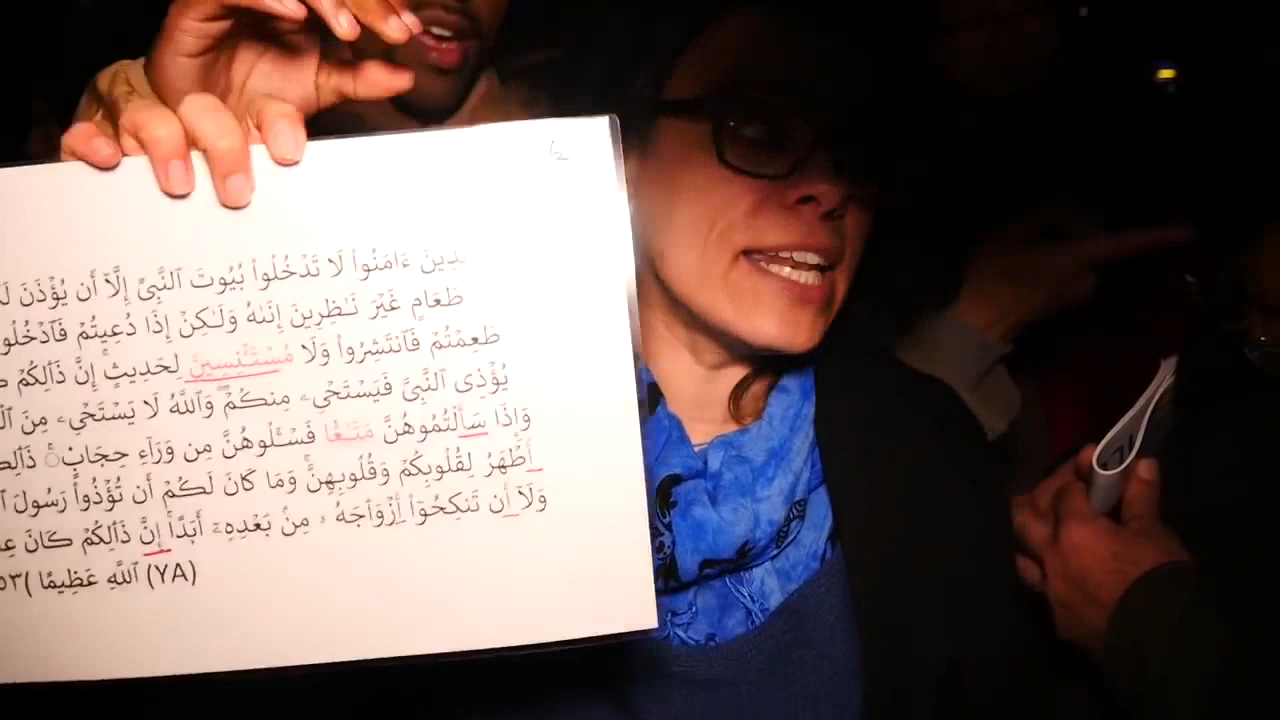 ءَامَنُوا۟ لَا تَدْخُلُوا۟ بُيُوتَ ٱلنَّبِىِّ إِلَّآ أَن يُؤْذَنَ
طَعَامٍ غَيْرَ نَـٰظِرِينَ إِنَىٰهُ وَلَـٰكِنْ إِذَا دُعِيتُمْ فَٱدْخُلُوا
طَعِمْتُمْ فَٱنتَشِرُوا۟ وَلَا مُسْتَـْٔنِسِينَ لِحَدِيثٍ إِنَّ ذَٰلِكُمْ
يُؤْذِى ٱلنَّبِىَّ فَيَسْتَحْىِۦ مِنكُمْ وَٱللَّهُ لَا يَسْتَحْىِۦ مِنَ
وَإِذَا سَأَلْتُمُوهُنَّ مَتَـٰعًا فَسْـَٔلُوهُنَّ مِن وَرَآءِ حِجَابٍ
أَطْهَرُ لِقُلُوبِكُمْ وَقُلُوبِهِنَّ وَمَا كَانَ لَكُمْ أَن تُؤْذُوا۟ رَسُولَ
وَلَآ أَن تَنكِحُوٓا۟ أَزْوَٰجَهُۥ مِنۢ بَعْدِهِۦٓ أَبَدًا إِنَّ ذَٰلِكُمْ كَانَ
ٱللَّهِ عَظِيمًا (٧٨)